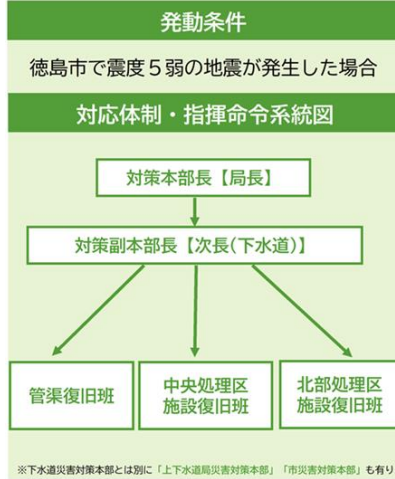 発動条件
徳島市で震度5弱の地震が発生した場合
対応体制・指揮命令系統図
対策本部長【局長】
対策副本部長【次長(下水道)】
管渠復旧班
中央処理区
施設復旧班
北部処理区
施設復旧班
※下水道災害対策本部とは別に「上下水道局災害対策本部」「市災害対策本部」も有り